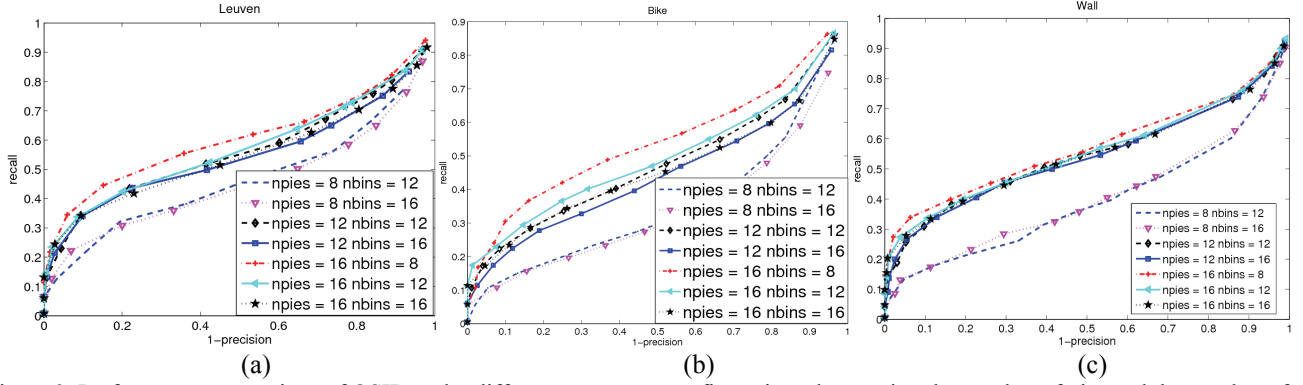 Leuven
1
0.9
0.8
0.7
0.6
0.5
0.4
0.3
0.2
0.1
0
recall
0 0.2 0.4 0.6 0.8 1
1−precision
npies = 8 nbins = 12
npies = 8 nbins = 16
npies = 12 nbins = 12
npies = 12 nbins = 16
npies = 16 nbins = 8
npies = 16 nbins = 12
npies = 16 nbins = 16
(a)
Bike
0.9
0.8
0.7
0.6
0.5
0.4
0.3
0.2
0.1
0
recall
0 0.1 0.2 0.3 0.4 0.5 0.6 0.7 0.8 0.9 1
1−precision
npies = 8 nbins = 12
npies = 8 nbins = 16
npies = 12 nbins = 12
npies = 12 nbins = 16
npies = 16 nbins = 8
npies = 16 nbins = 12
npies = 16 nbins = 16
(b)
Wall
1
0.9
0.8
0.7
0.6
0.5
0.4
0.3
0.2
0.1
0
recall
0 0.1 0.2 0.3 0.4 0.5 0.6 0.7 0.8 0.9 1
1−precision
npies = 8 nbins = 12
npies = 8 nbins = 16
npies = 12 nbins = 12
npies = 12 nbins = 16
npies = 16 nbins = 8
npies = 16 nbins = 12
npies = 16 nbins = 16
(c)